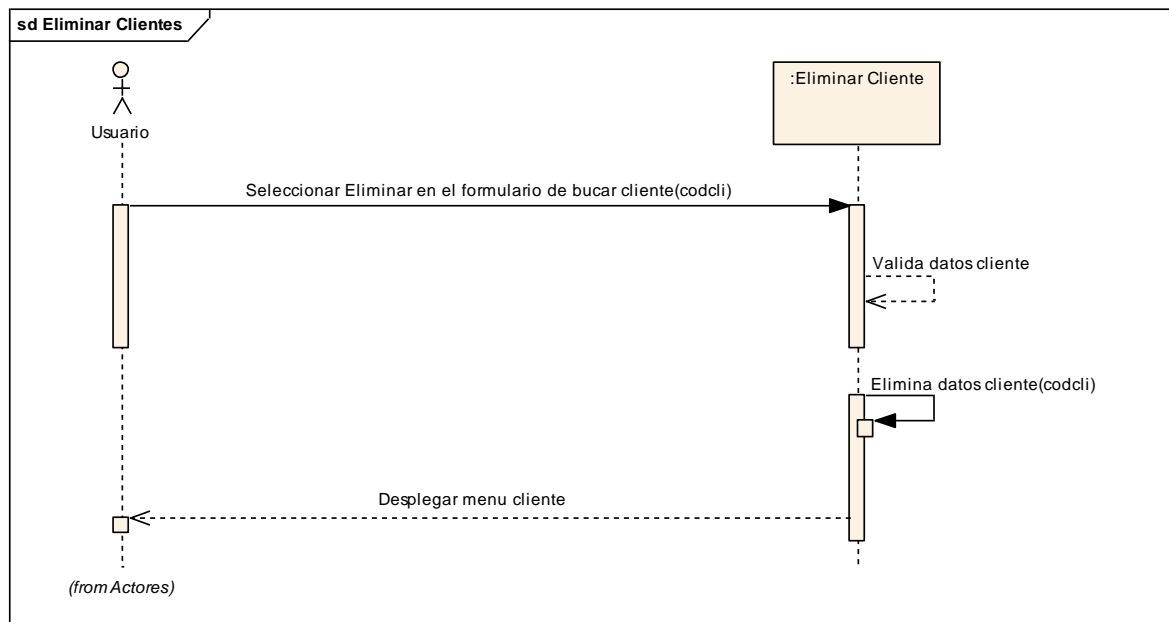 sd Eliminar Clientes
Usuario
:Eliminar Cliente
Seleccionar Eliminar en el formulario de bucar cliente(codcli)
Valida datos cliente
Elimina datos cliente(codcli)
Desplegar menu cliente
(from Actores)